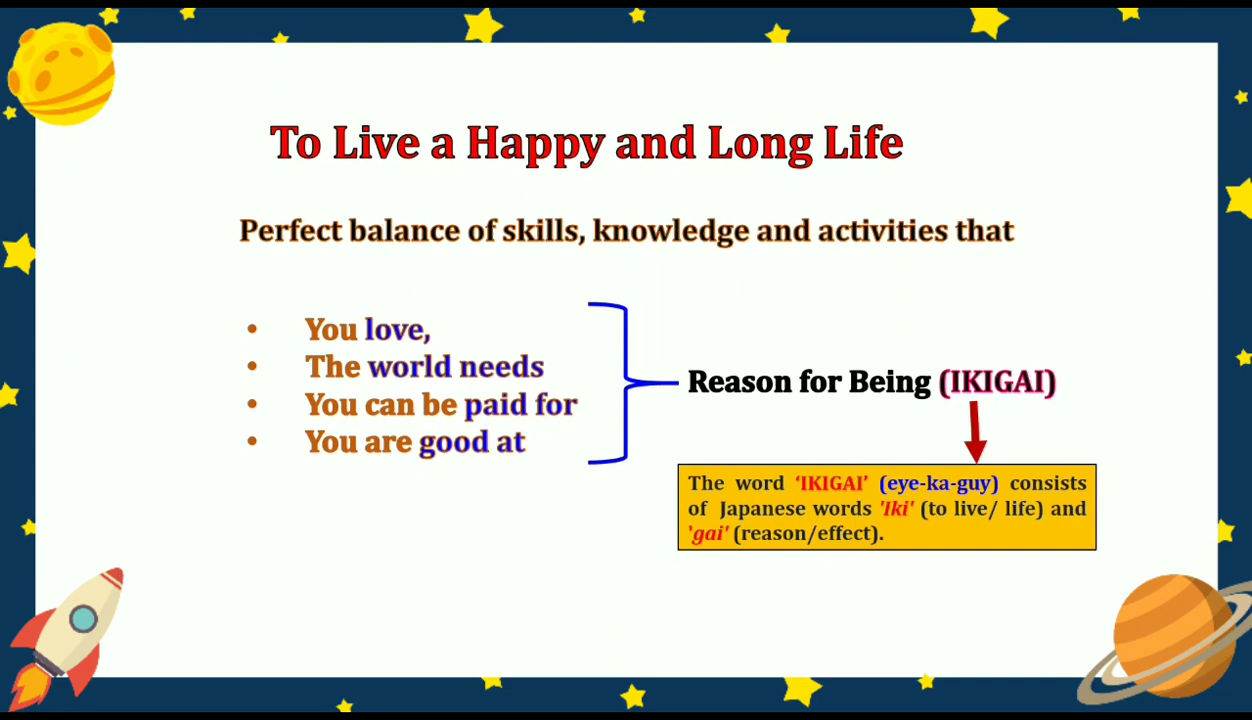 To Live a Happy and Long Life
Perfect balance of skills, knowledge and activities that
• You love,
• The world needs
• You can be paid for
• You are good at
Reason for Being (IKIGAI)
The word ‘IKIGAI’ (eye-ka-guy) consists
of Japanese words 'Iki' (to live/ life) and
'gai' (reason/effect).